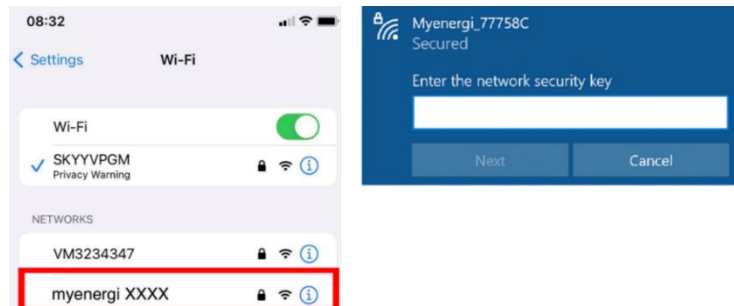 08:32
Settings
Wi-Fi
Wi-Fi
SKYYVPGM
Privacy Warning
NETWORKS
VM3234347
myenergi XXXX
Myenergi_77758C
Secured
Enter the network security key
Next
Cancel